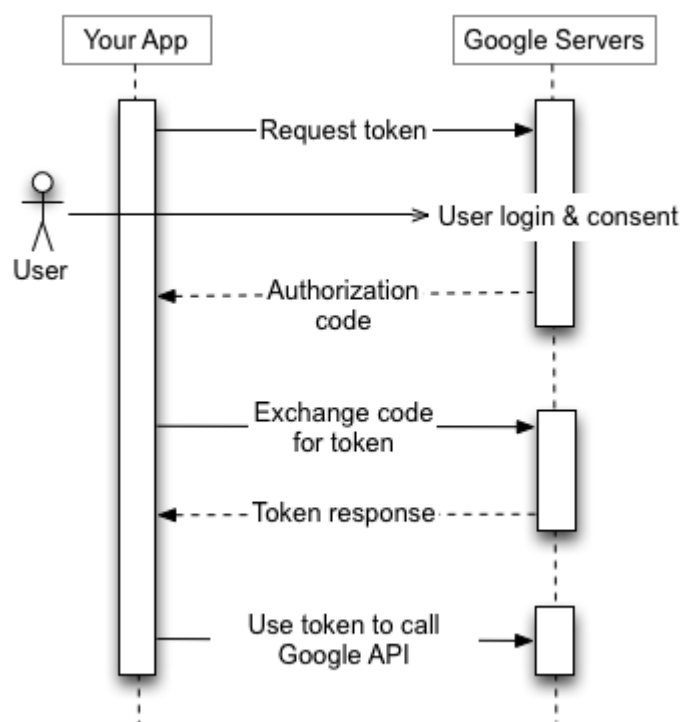 Your App
Google Servers
Request token
User login & consent
User
Authorization
code
Exchange code
for token
Token response
Use token to call
Google API